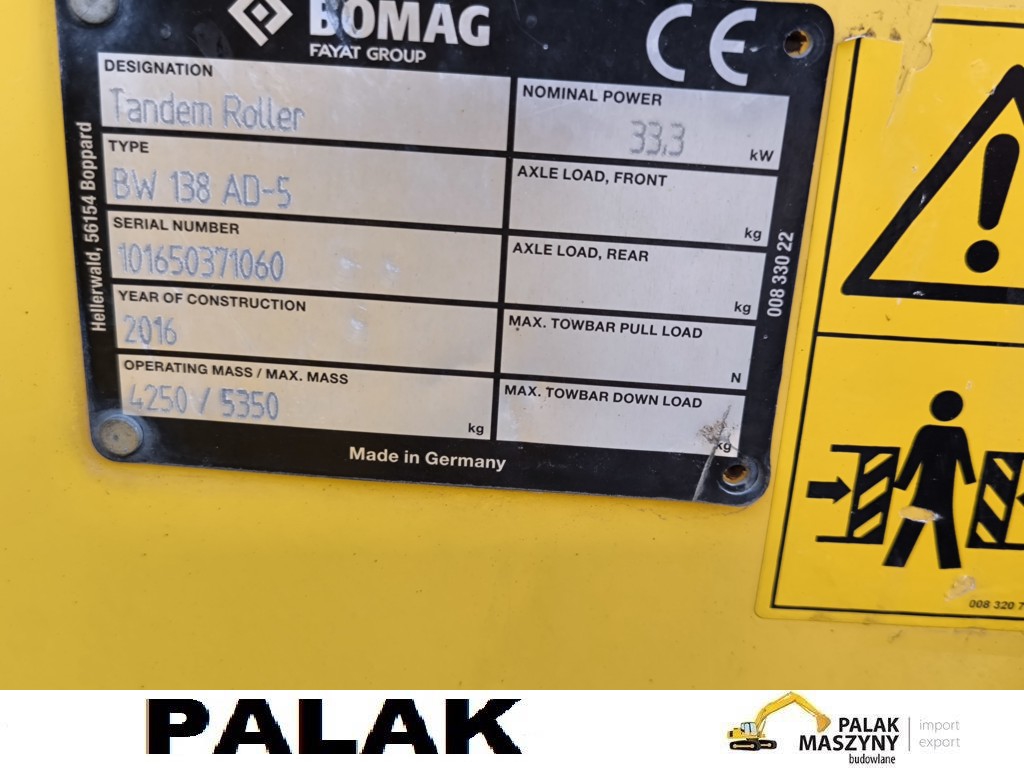 BOMAG
FAYAT GROUP
CE
DESIGNATION
Tandem Roller
TYPE
BW 138 AD-5
SERIAL NUMBER
101650371060
YEAR OF CONSTRUCTION
2016
OPERATING MASS / MAX. MASS
4250 / 5350
kg
NOMINAL POWER
33,3
kW
AXLE LOAD, FRONT
kg
AXLE LOAD, REAR
kg
MAX. TOWBAR PULL LOAD
N
MAX. TOWBAR DOWN LOAD
kg
Made in Germany
Hellerwald, 56154 Boppard
008 330 22
008 320 7
PALAK
PALAK
MASZYNY
budowlane
import
export